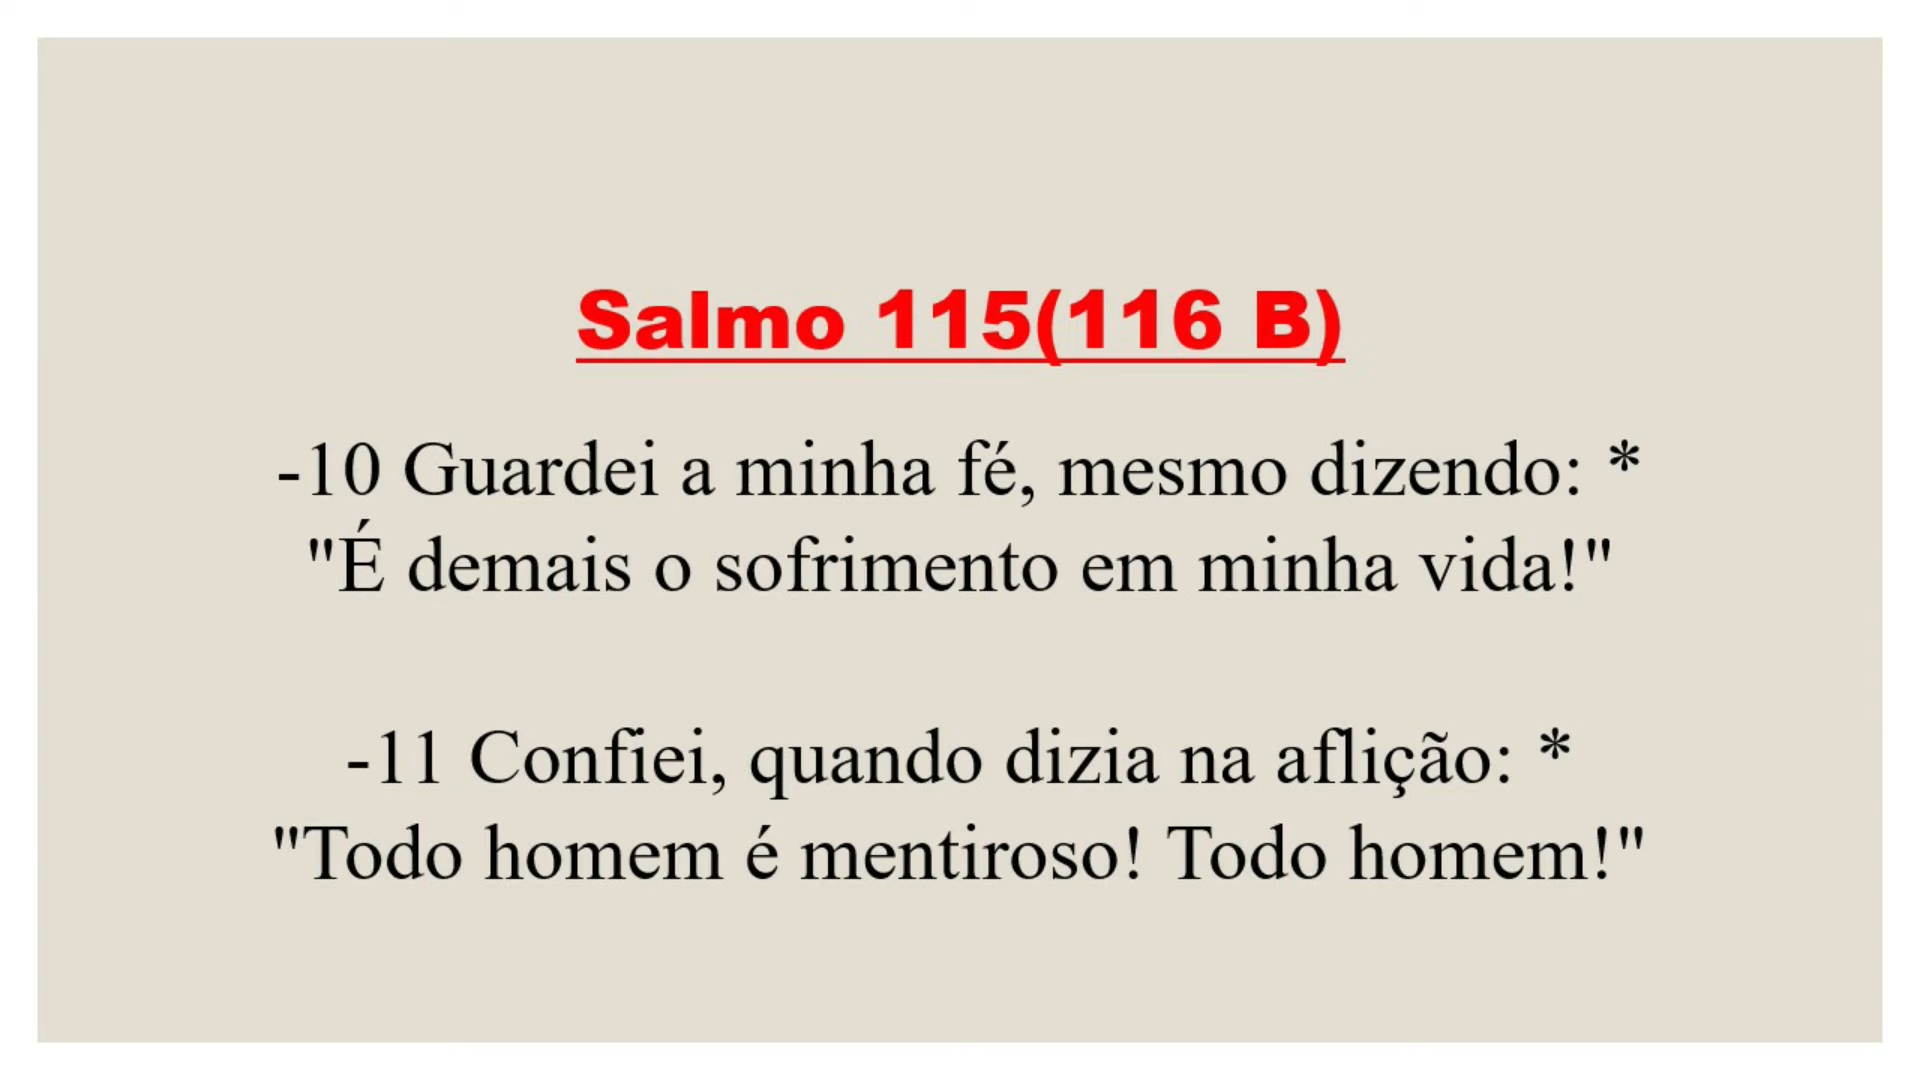 Salmo 115(116 B)
-10 Guardei a minha fé, mesmo dizendo: *
"É demais o sofrimento em minha vida!"
-11 Confiei, quando dizia na aflição: *
"Todo homem é mentiroso! Todo homem!"